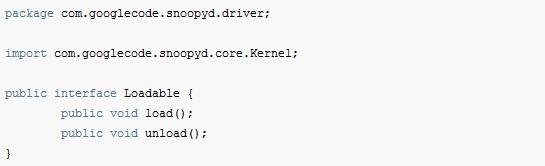 package com.googlecode.snoopyd.driver;
import com.googlecode.snoopyd.core.Kernel;
public interface Loadable {
public void load();
public void unload();
}